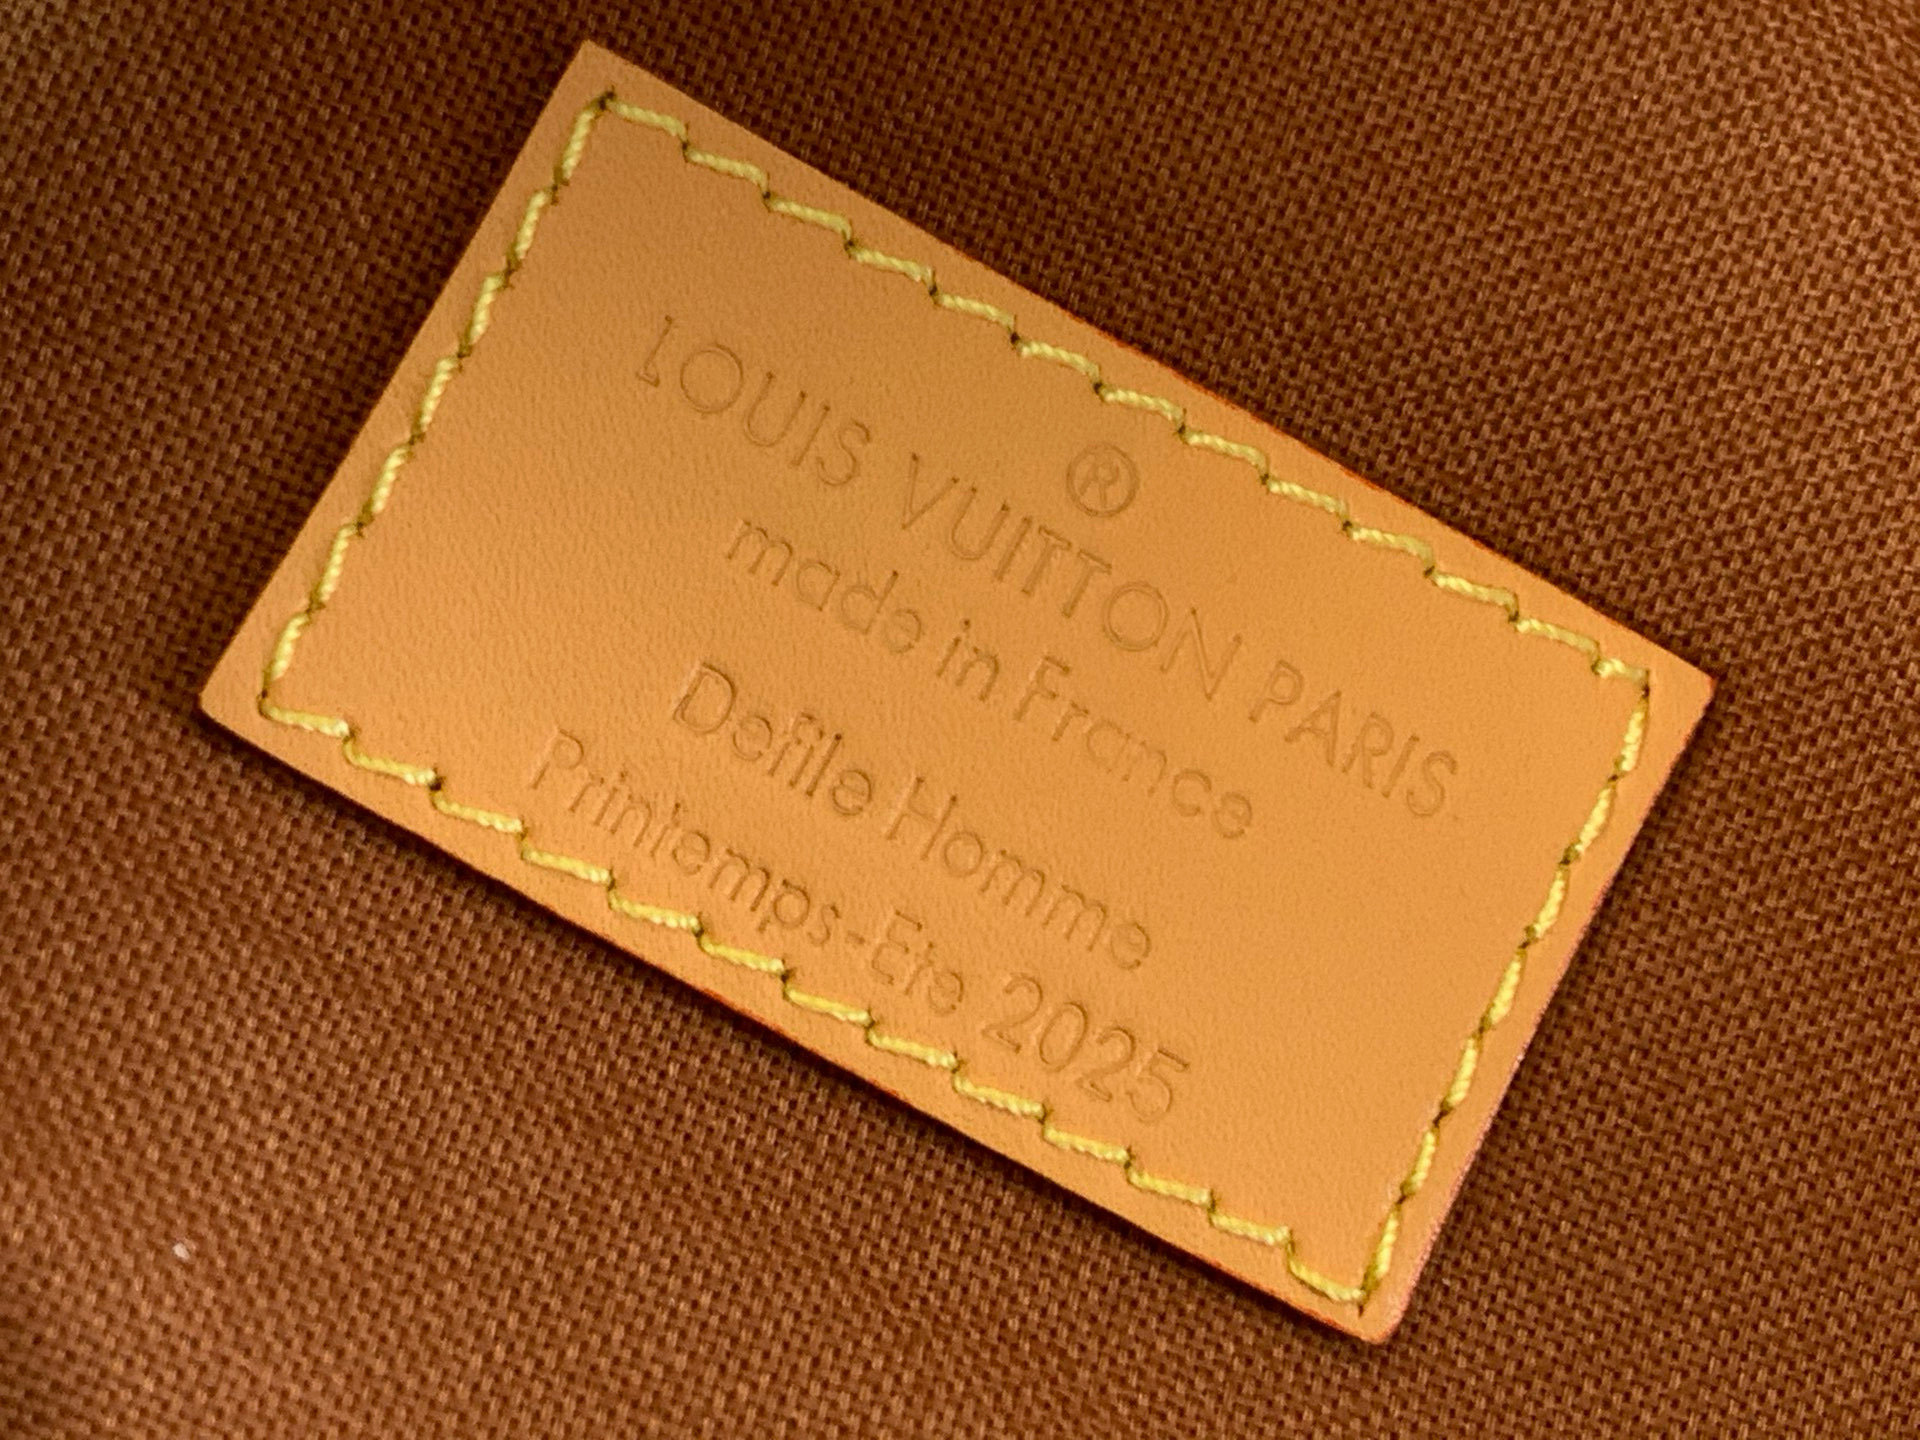 ®
LOUIS VUITTON PARIS
made in France
Defile Homme
Printemps-Ete 2025